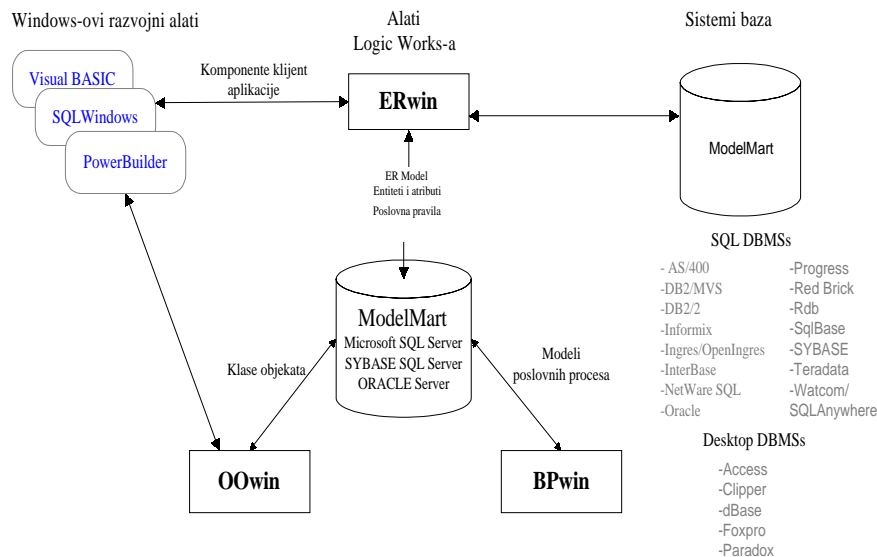 Windows-ovi razvojni alati
Alati
Logic Works-a
Sistemi baza
Visual BASIC
SQLWindows
PowerBuilder
Komponente klijent
aplikacije
ERwin
ModelMart
ER Model
Entiteti i atributi
Poslovna pravila
ModelMart
Microsoft SQL Server
SYBASE SQL Server
ORACLE Server
Klase objekata
Modeli
poslovnih procesa
OOwin
BPwin
SQL DBMSs
- AS/400
-DB2/MVS
-DB2/2
-Informix
-Ingres/OpenIngres
-InterBase
-NetWare SQL
-Oracle
-Progress
-Red Brick
-Rdb
-SqlBase
-SYBASE
-Teradata
-Watcom/
SQLAnywhere
Desktop DBMSs
-Access
-Clipper
-dBase
-Foxpro
-Paradox